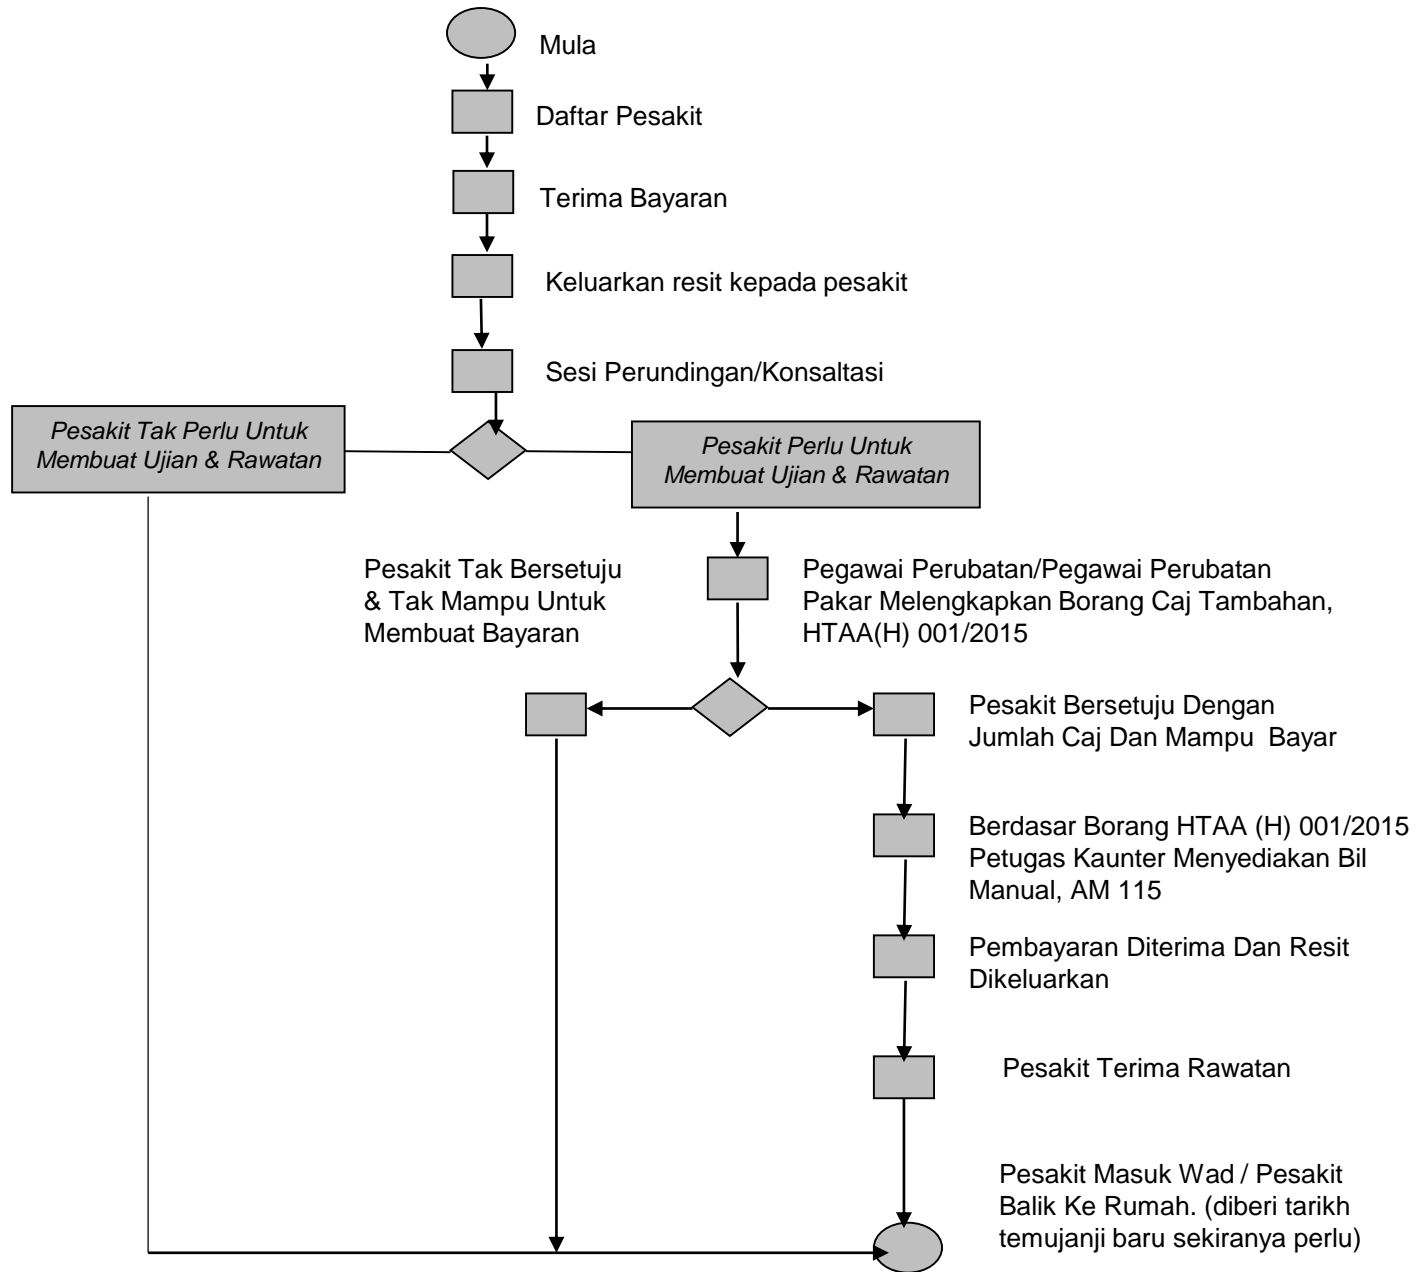 Mula
Daftar Pesakit
Terima Bayaran
Keluarkan resit kepada pesakit
Sesi Perundingan/Konsaltasi
Pesakit Tak Perlu Untuk
Membuat Ujian & Rawatan
Pesakit Perlu Untuk
Membuat Ujian & Rawatan
Pesakit Tak Bersetuju
& Tak Mampu Untuk
Membuat Bayaran
Pegawai Perubatan/Pegawai Perubatan
Pakar Melengkapkan Borang Caj Tambahan,
HTAA(H) 001/2015
Pesakit Bersetuju Dengan
Jumlah Caj Dan Mampu Bayar
Berdasar Borang HTAA (H) 001/2015
Petugas Kaunter Menyediakan Bil
Manual, AM 115
Pembayaran Diterima Dan Resit
Dikeluarkan
Pesakit Terima Rawatan
Pesakit Masuk Wad / Pesakit
Balik Ke Rumah. (diberi tarikh
temujanji baru sekiranya perlu)